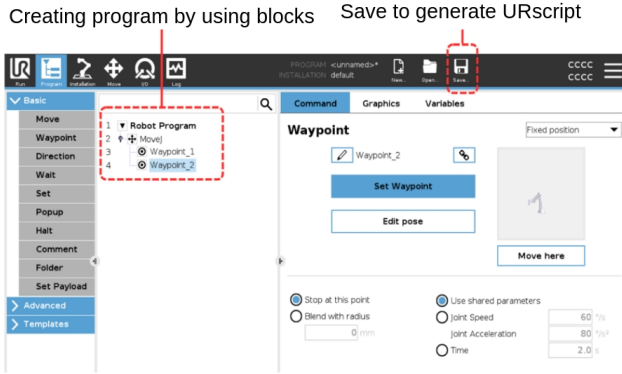 Creating program by using blocks
Save to generate URscript
PROGRAM <unnamed>*
INSTALLATION default
CCCC
CCCC
Run
Program
Installation
Move
I/O
Log
New...
Open...
Save...
Basic
Move
Waypoint
Direction
Wait
Set
Popup
Halt
Comment
Folder
Set Payload
Advanced
Templates
1 Robot Program
2 MoveJ
3 Waypoint_1
4 Waypoint_2
Command Graphics Variables
Waypoint
Fixed position
Waypoint_2
Set Waypoint
Edit pose
Move here
Stop at this point
Blend with radius
0 mm
Use shared parameters
Joint Speed 60 °/s
Joint Acceleration 80 °/s²
Time 2.0 s